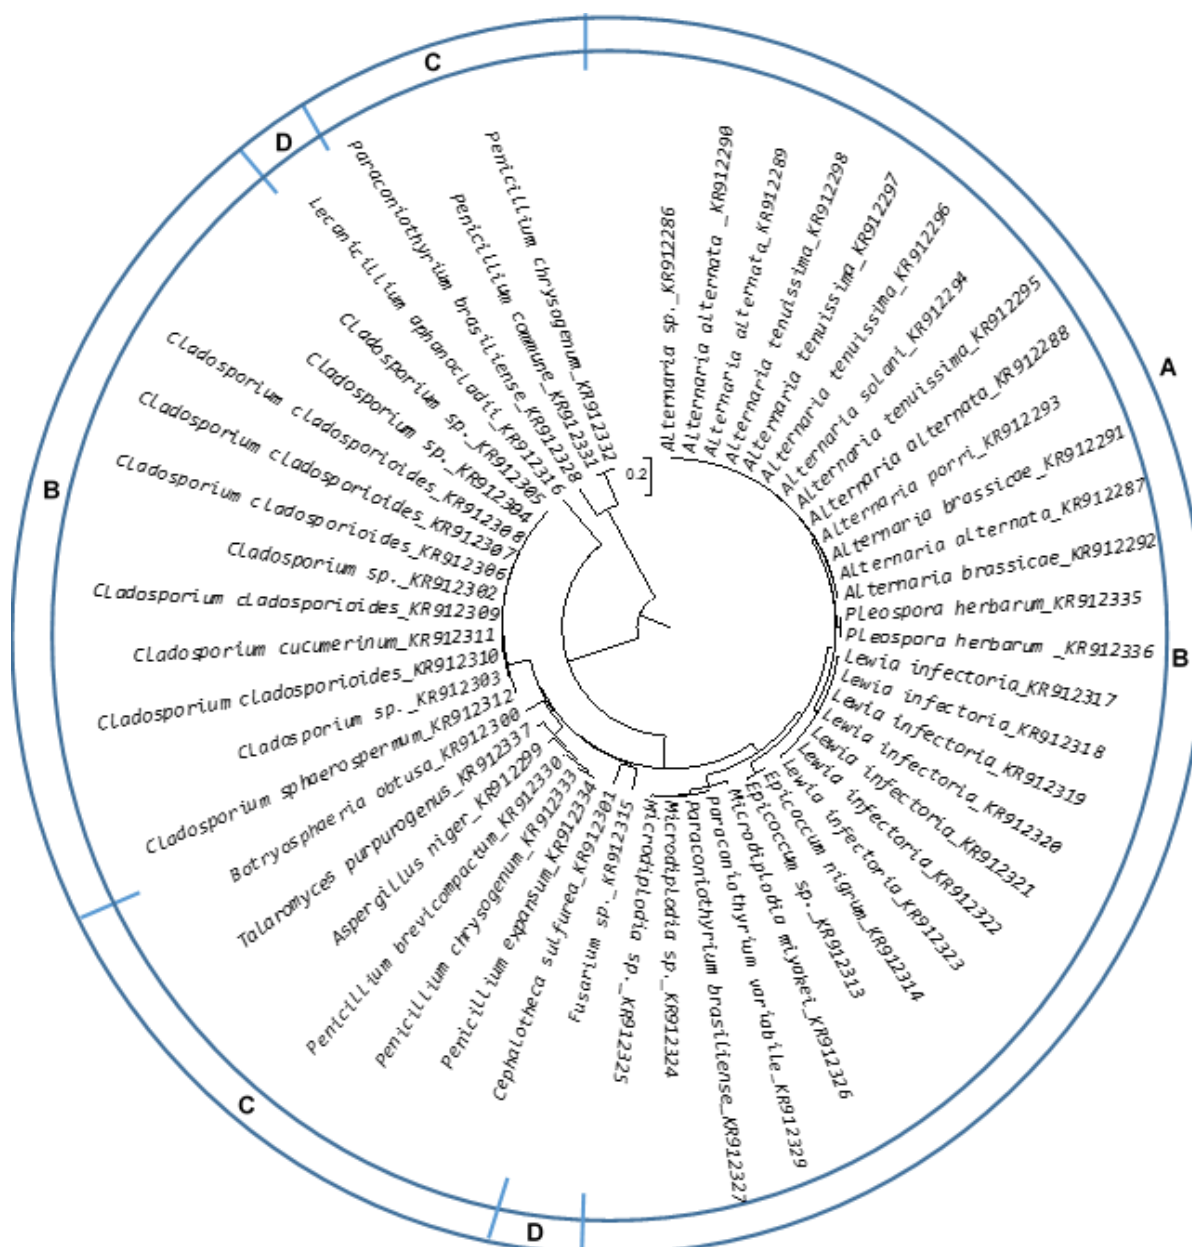 C
D
B
A
B
C
D
0.2
Alternaria sp._KR912286
Alternaria alternata _KR912290
Alternaria alternata_KR912289
Alternaria tenuissima_KR912298
Alternaria tenuissima_KR912297
Alternaria tenuissima_KR912296
Alternaria solani_KR912294
Alternaria tenuissima_KR912295
Alternaria alternata_KR912288
Alternaria porri_KR912293
Alternaria brassicae_KR912291
Alternaria alternata_KR912287
Alternaria brassicae_KR912292
Pleospora herbarum_KR912335
Pleospora herbarum _KR912336
Lewia infectoria_KR912317
Lewia infectoria_KR912318
Lewia infectoria_KR912319
Lewia infectoria_KR912320
Lewia infectoria_KR912321
Lewia infectoria_KR912322
Lewia infectoria_KR912323
Epicoccum nigrum_KR912314
Epicoccum sp._KR912313
Microdiplodia miyakei_KR912326
Paraconiothyrium variabile_KR912329
Paraconiothyrium brasiliense_KR912327
Microdiplodia sp._KR912324
Microdiplodia sp._KR912325
Fusarium sp._KR912315
Cephalotheca sulfurea_KR912301
Penicillium expansum_KR912334
Penicillium chrysogenum_KR912333
Penicillium brevicompactum_KR912330
Aspergillus niger_KR912299
Talaromyces purpurogenus_KR912337
Botryosphaeria obtusa_KR912300
Cladosporium sphaerospermum_KR912312
Cladosporium sp._KR912303
Cladosporium cladosporioides_KR912310
Cladosporium cucumerinum_KR912311
Cladosporium cladosporioides_KR912309
Cladosporium sp._KR912302
Cladosporium cladosporioides_KR912306
Cladosporium cladosporioides_KR912307
Cladosporium cladosporioides_KR912308
Cladosporium sp._KR912304
Cladosporium sp._KR912305
Lecanicillium aphanocladii_KR912316
Paraconiothyrium brasiliense_KR912328
Penicillium commune_KR912331
Penicillium chrysogenum_KR912332